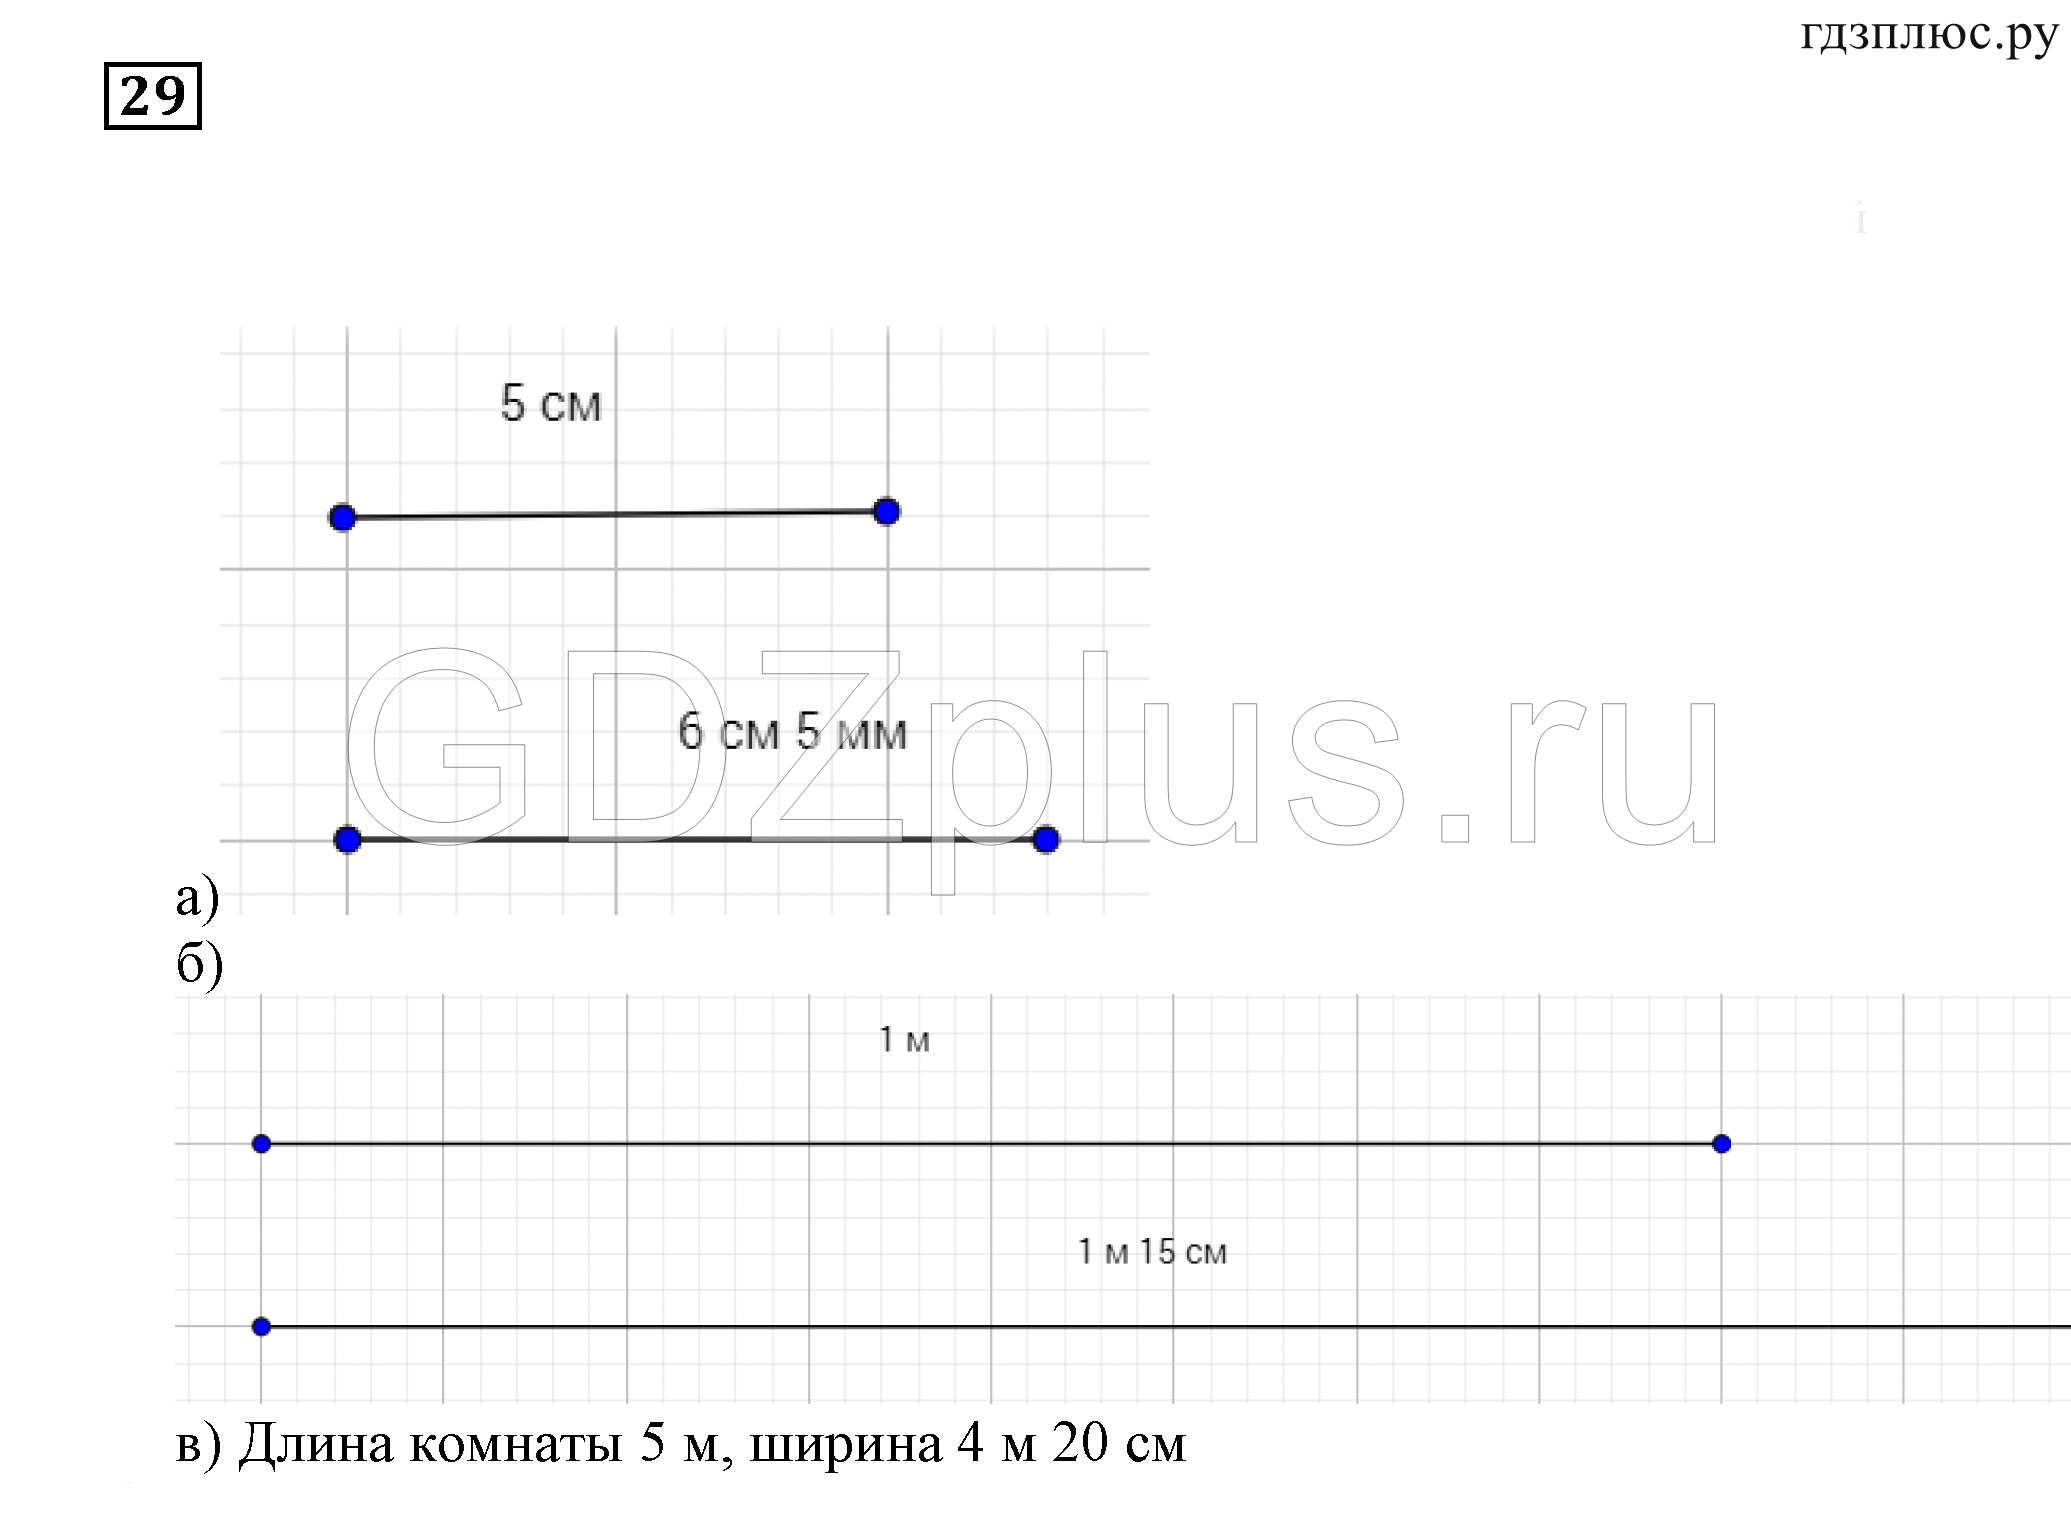 гдзплюс.ру
29
5 см
GDZplus.ru
6 см 5 мм
а)
б)
1 м
1 м 15 см
в) Длина комнаты 5 м, ширина 4 м 20 см